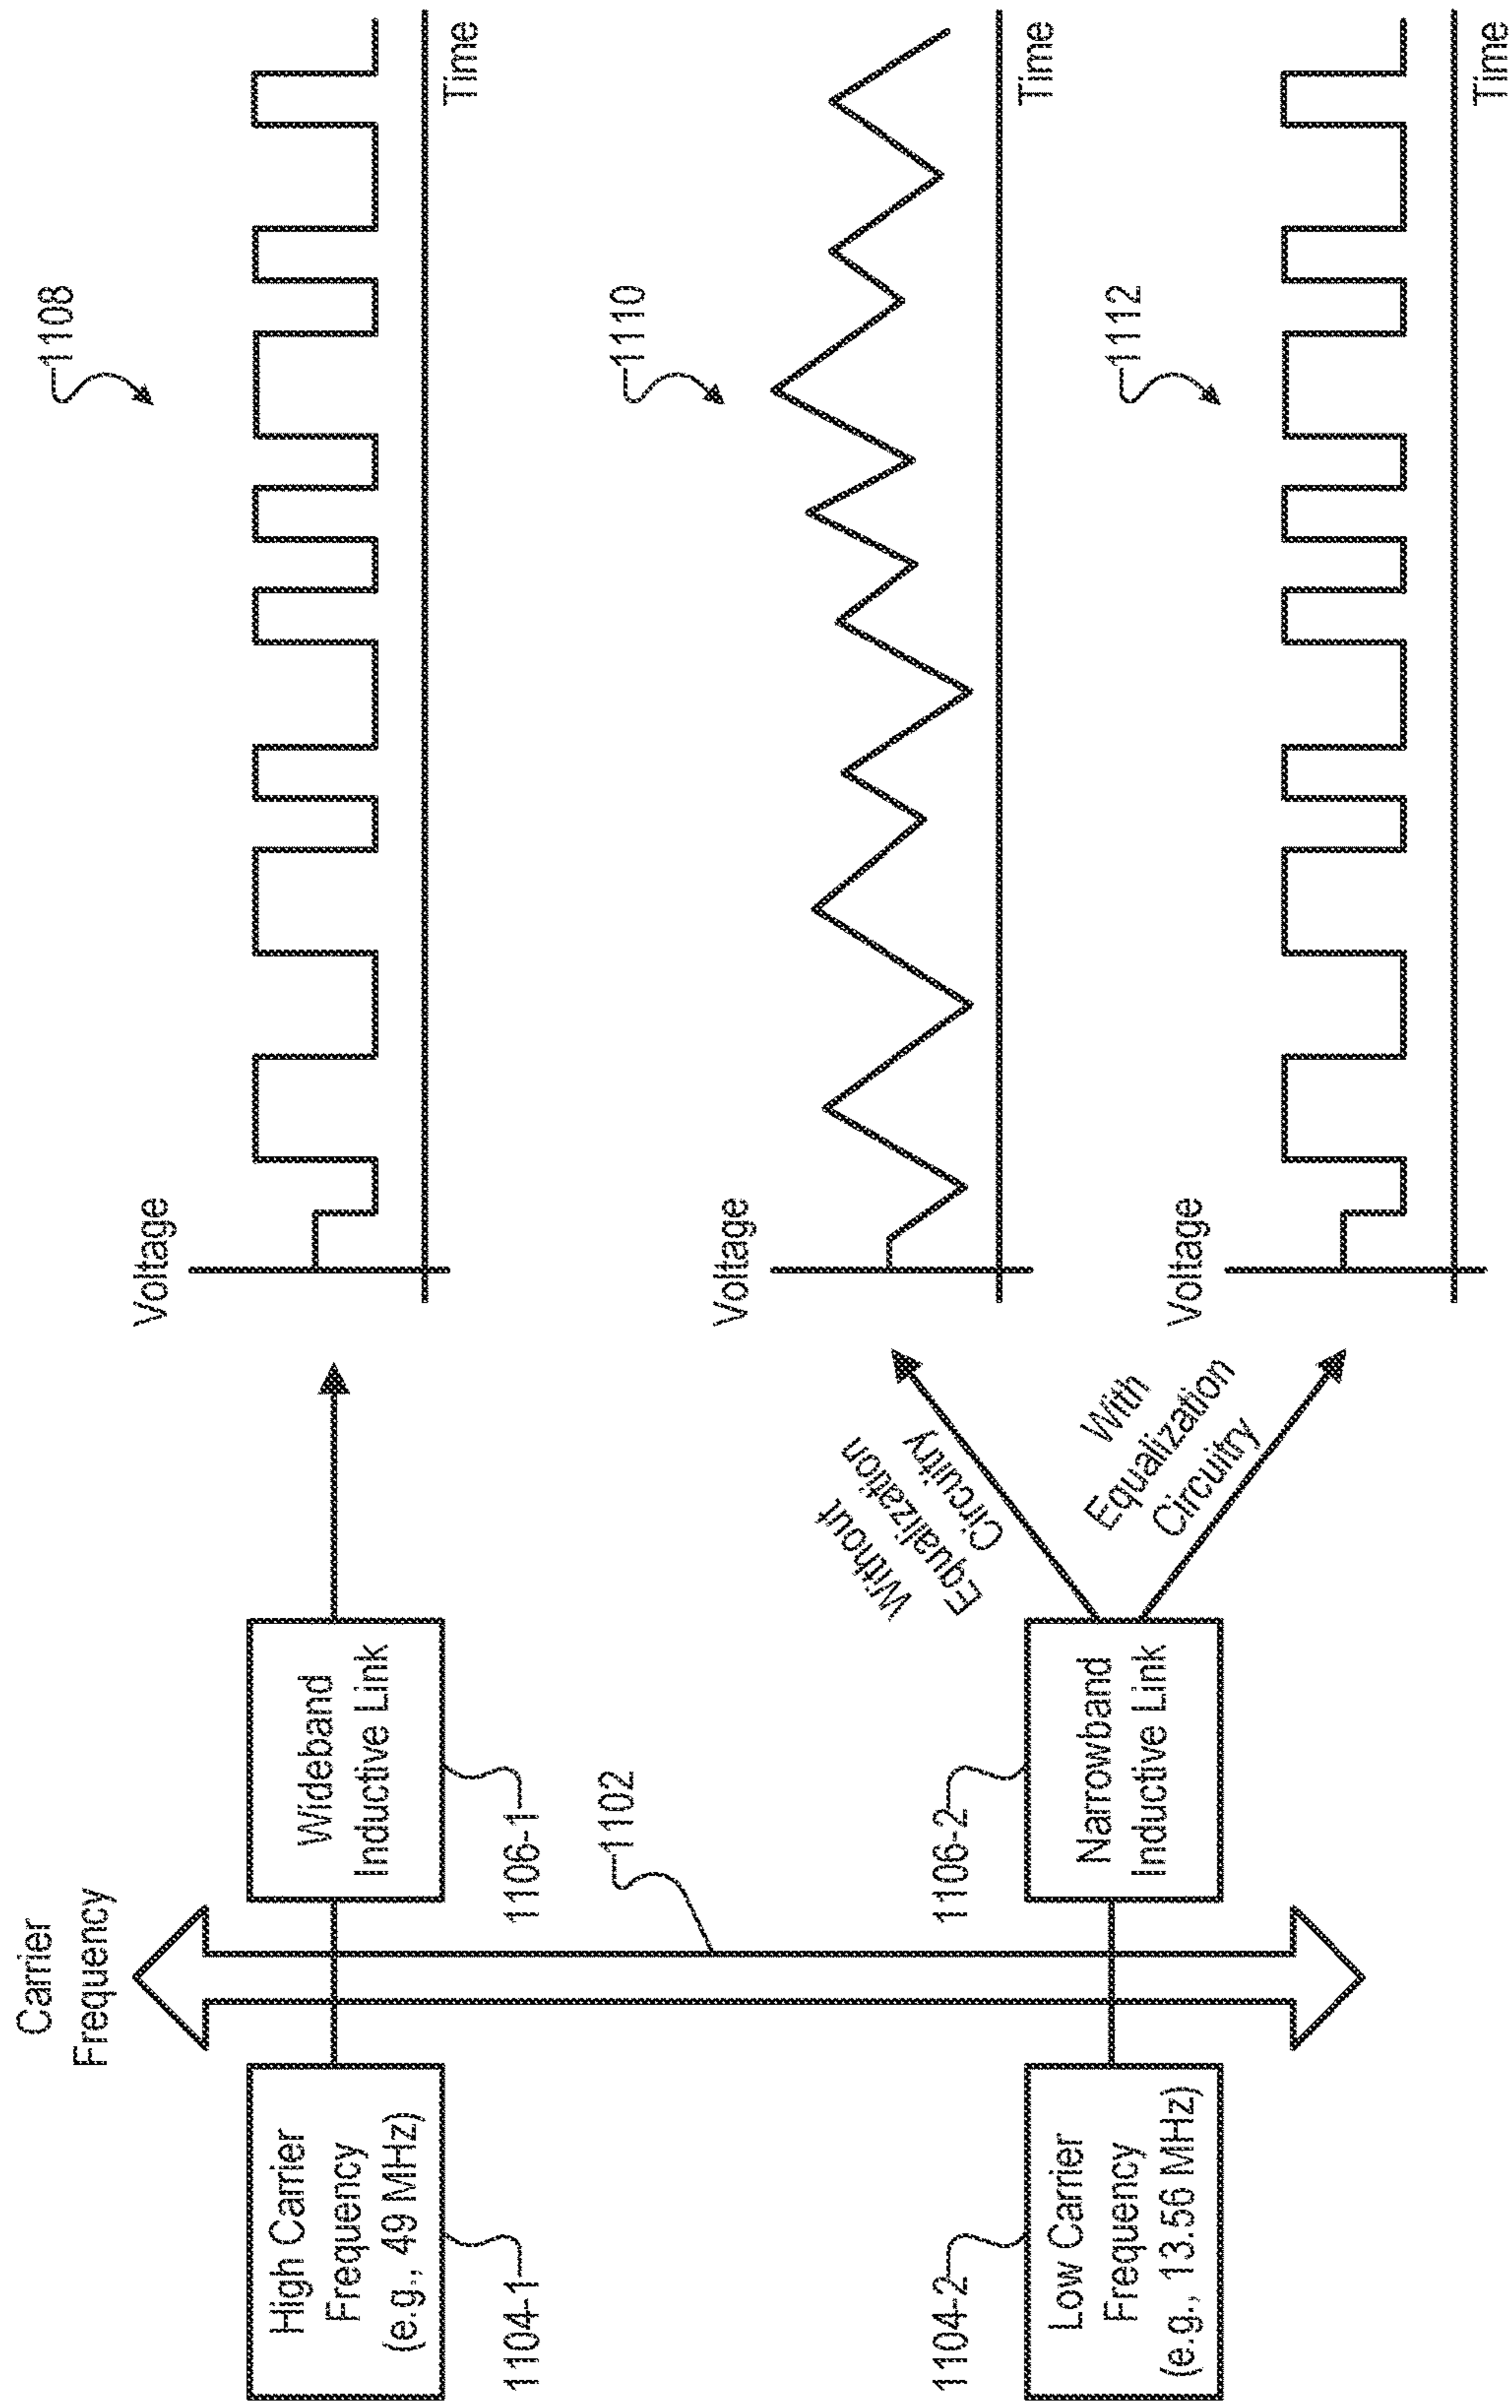 Carrier
Frequency
High Carrier
Frequency
(e.g., 49 MHz)
1104-1
Wideband
Inductive Link
1106-1
Voltage
1108
Time
1102
Low Carrier
Frequency
(e.g., 13.56 MHz)
1104-2
Narrowband
Inductive Link
1106-2
Without
Equalization
Circuitry
Voltage
1110
Time
With
Equalization
Circuitry
Voltage
1112
Time